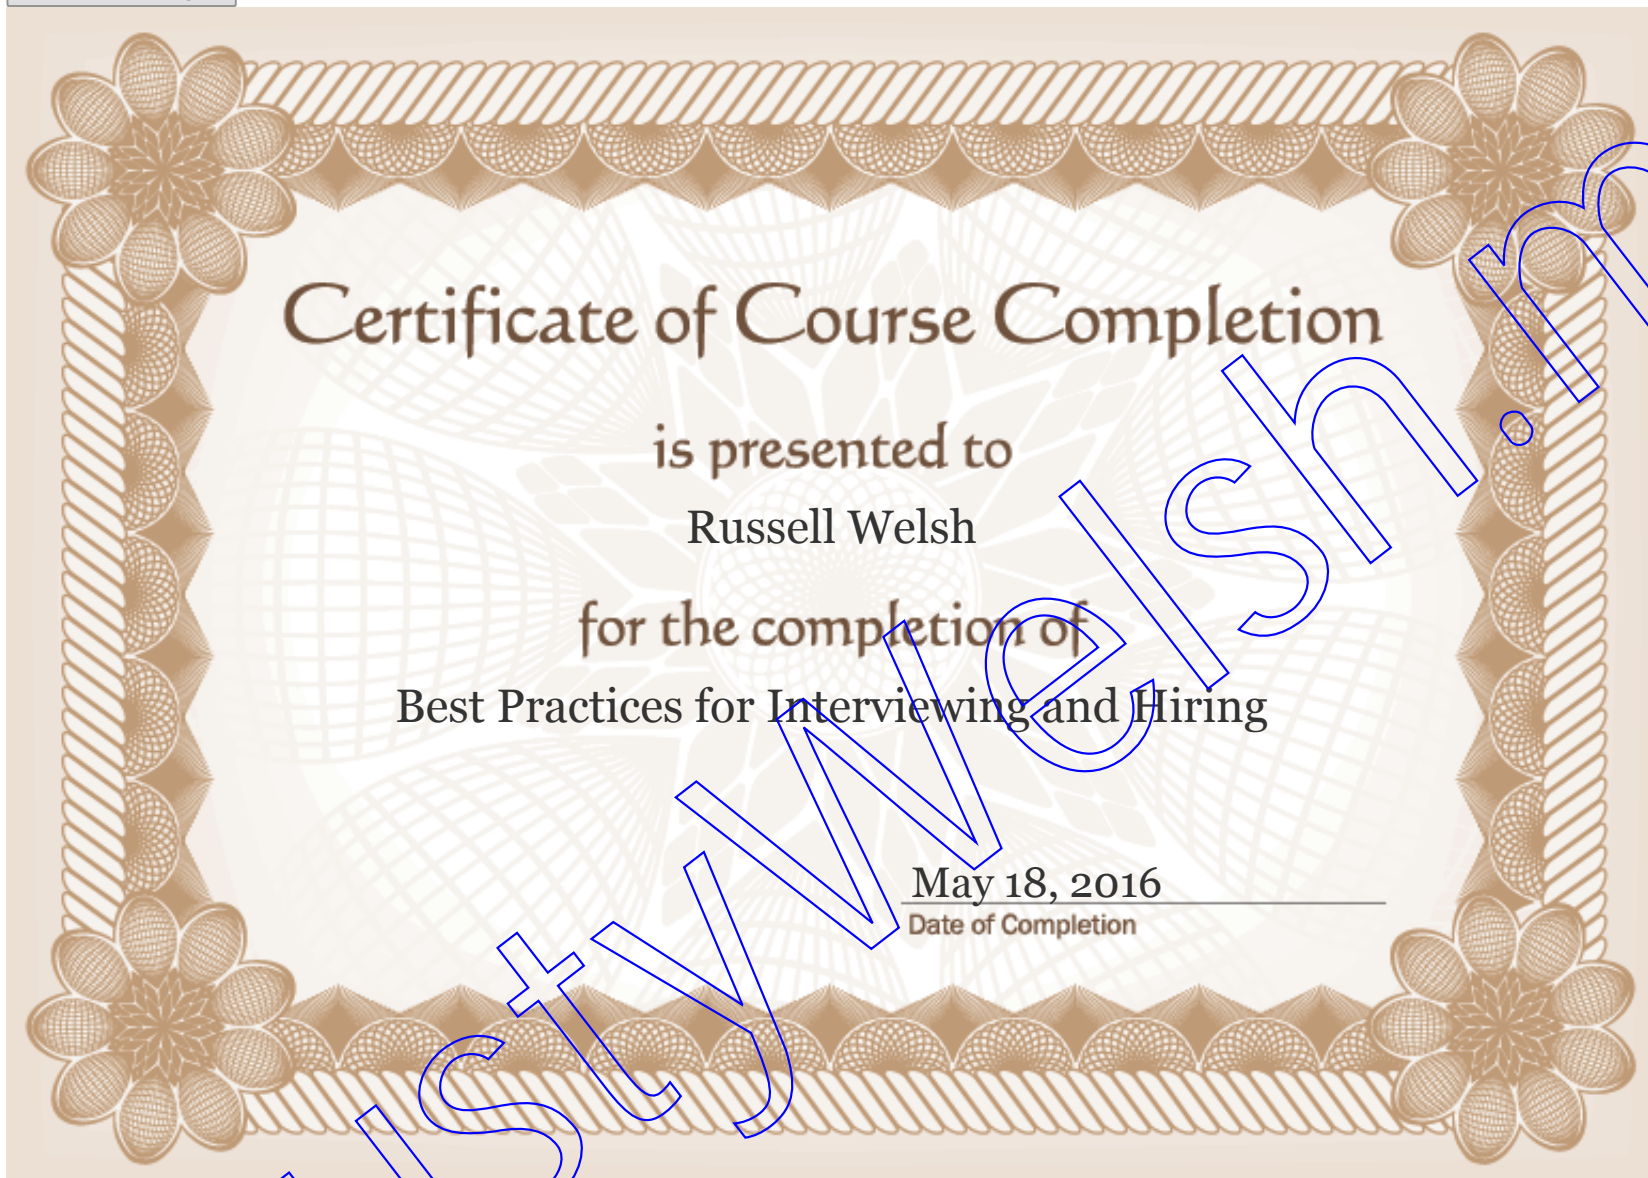 Certificate of Course Completion
is presented to
Russell Welsh
for the completion of
Best Practices for Interviewing and Hiring
May 18, 2016
Date of Completion
ustyWelsh.m